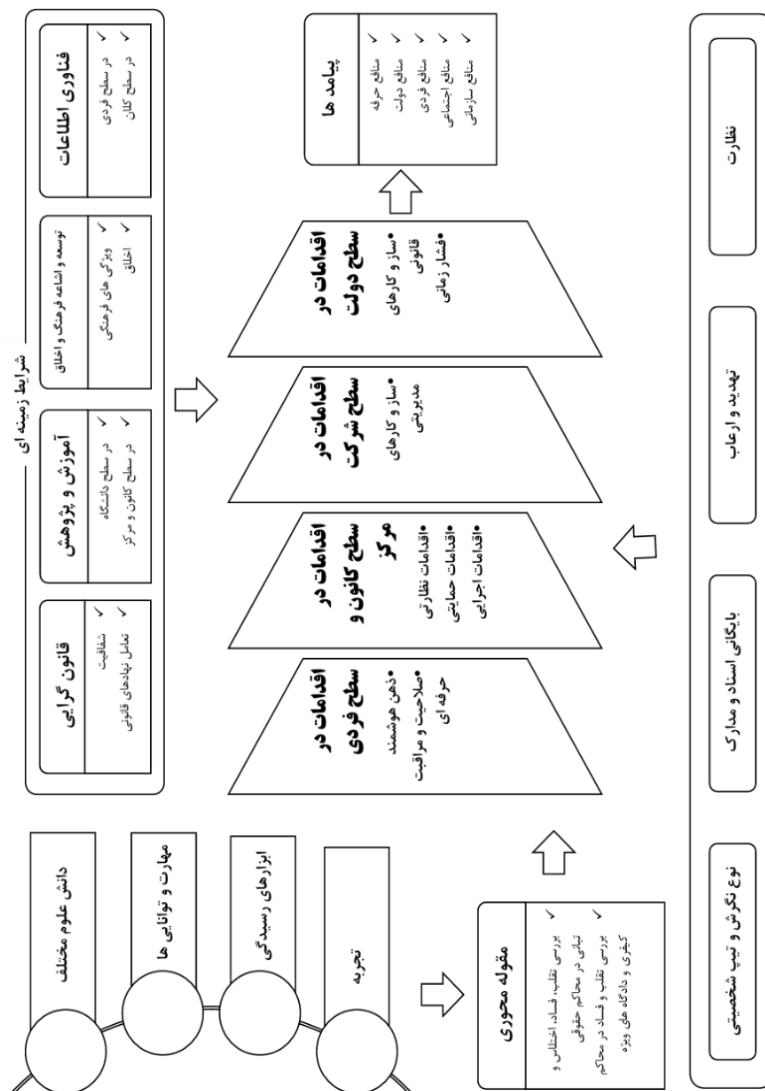 دانش علوم مختلف
مهارت و توانایی ها
ابزارهای رسیدگی
تجربه
مقوله محوری
✓ بررسی تقلب، فساد، اختلاس و
تبانی در محاکم حقوقی
✓ بررسی تقلب و فساد در محاکم
کیفری و دادگاه های ویژه
شرایط زمینه ای
قانون گرایی
✓ شفافیت
✓ تعامل نهادهای قانونی
آموزش و پژوهش
✓ در سطح دانشگاه
✓ در سطح کانون و مرکز
توسعه و اشاعه فرهنگ و اخلاق
✓ ویژگی های فرهنگی
✓ اخلاق
فناوری اطلاعات
✓ در سطح فردی
✓ در سطح کلان
اقدامات در
سطح فردی
•ذهن هوشمند
•صلاحیت و مراقبت
حرفه ای
اقدامات در
سطح کانون و
مرکز
•اقدامات نظارتی
•اقدامات حمایتی
•اقدامات اجرایی
اقدامات در
سطح شرکت
•ساز و کارهای
مدیریتی
اقدامات در
سطح دولت
•ساز و کارهای
قانونی
•فشار زمانی
پیامد ها
✓ منافع حرفه
✓ منافع دولت
✓ منافع فردی
✓ منافع اجتماعی
✓ منافع سازمانی
نوع نگرش و تیپ شخصیتی
بایگانی اسناد و مدارک
تهدید و ارعاب
نظارت